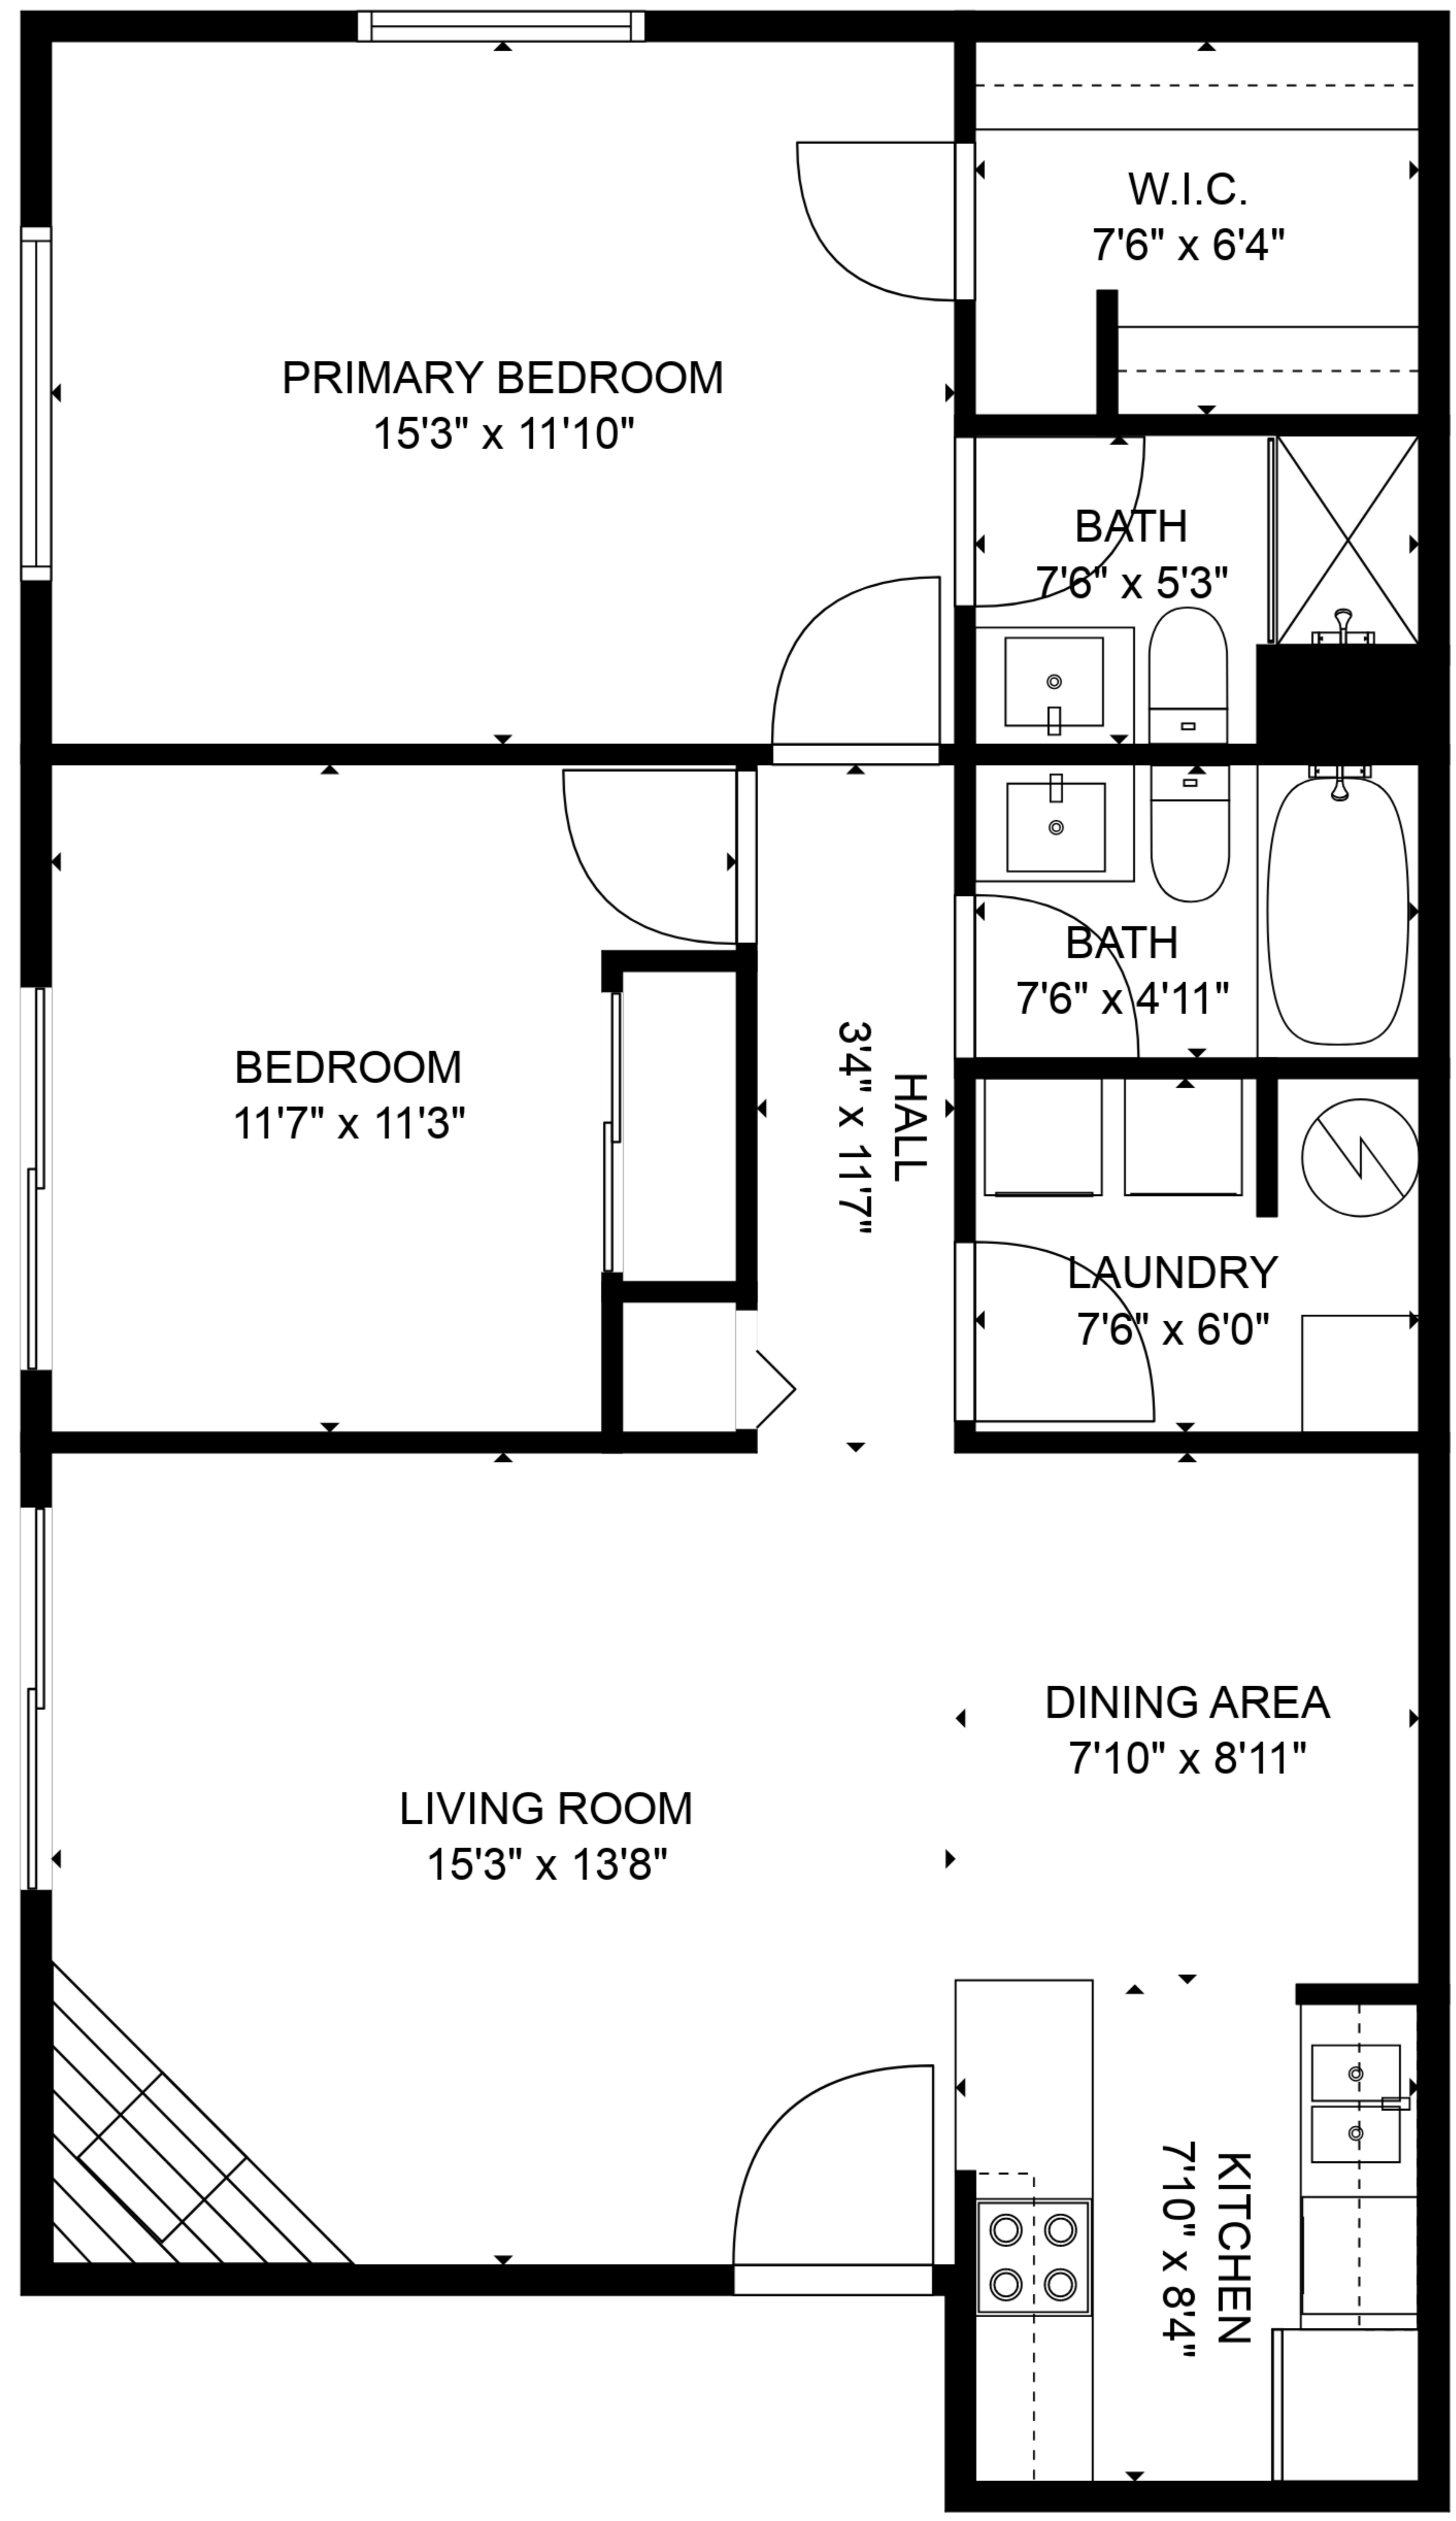 W.I.C.
7'6" x 6'4"
PRIMARY BEDROOM
15'3" x 11'10"
BATH
7'6" x 5'3"
BATH
7'6" x 4'11"
BEDROOM
11'7" x 11'3"
HALL
3'4" x 11'7"
LAUNDRY
7'6" x 6'0"
DINING AREA
7'10" x 8'11"
LIVING ROOM
15'3" x 13'8"
KITCHEN
7'10" x 8'4"